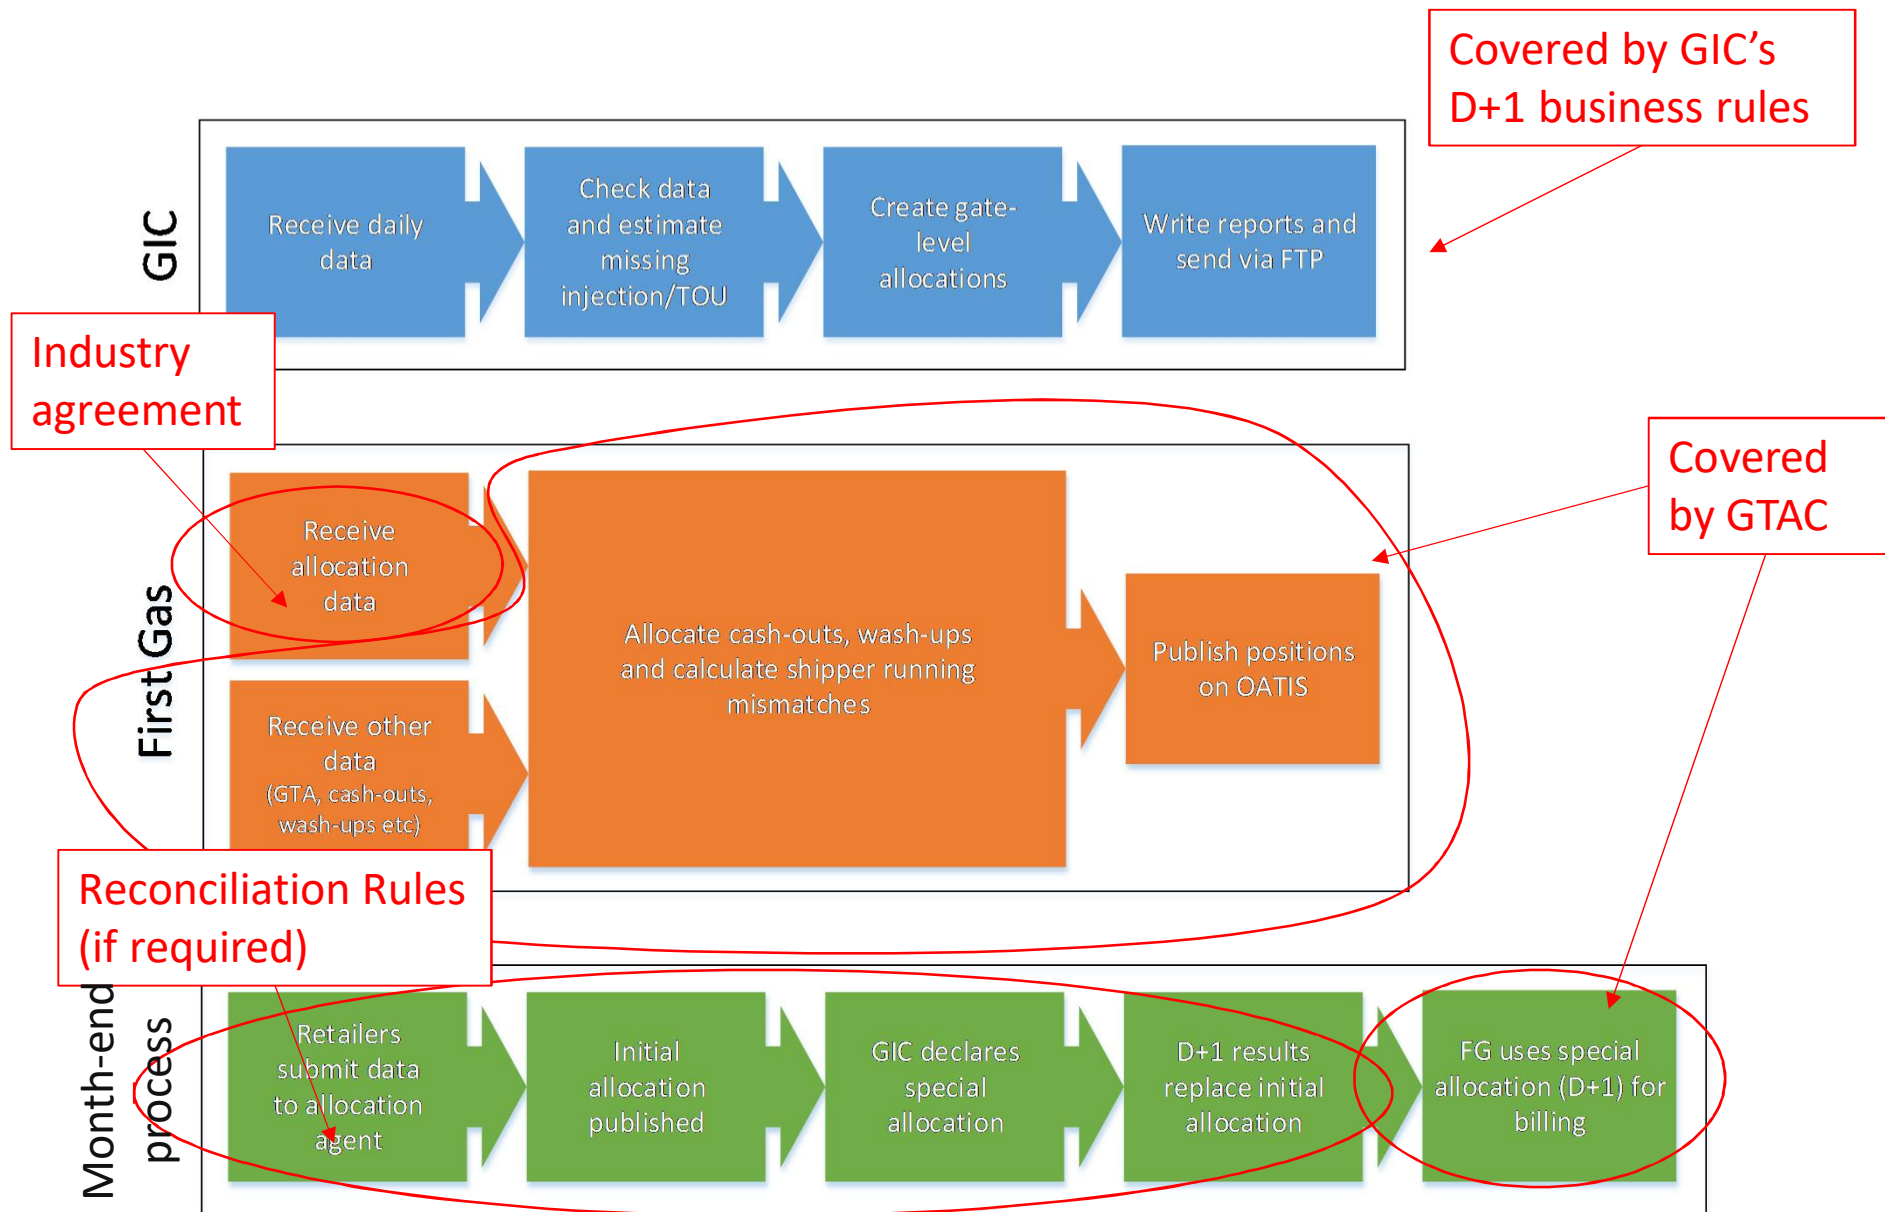 Covered by GIC’s
D+1 business rules
GIC
Receive daily
data
Check data
and estimate
missing
injection/TOU
Create gate-
level
allocations
Write reports and
send via FTP
Industry
agreement
Covered
by GTAC
First Gas
Receive
allocation
data
Receive other
data
(GTA, cash-outs,
wash-ups etc)
Allocate cash-outs, wash-ups
and calculate shipper running
mismatches
Publish positions
on OATIS
Reconciliation Rules
(if required)
Month-end
process
Retailers
submit data
to allocation
agent
Initial
allocation
published
GIC declares
special
allocation
D+1 results
replace initial
allocation
FG uses special
allocation (D+1) for
billing